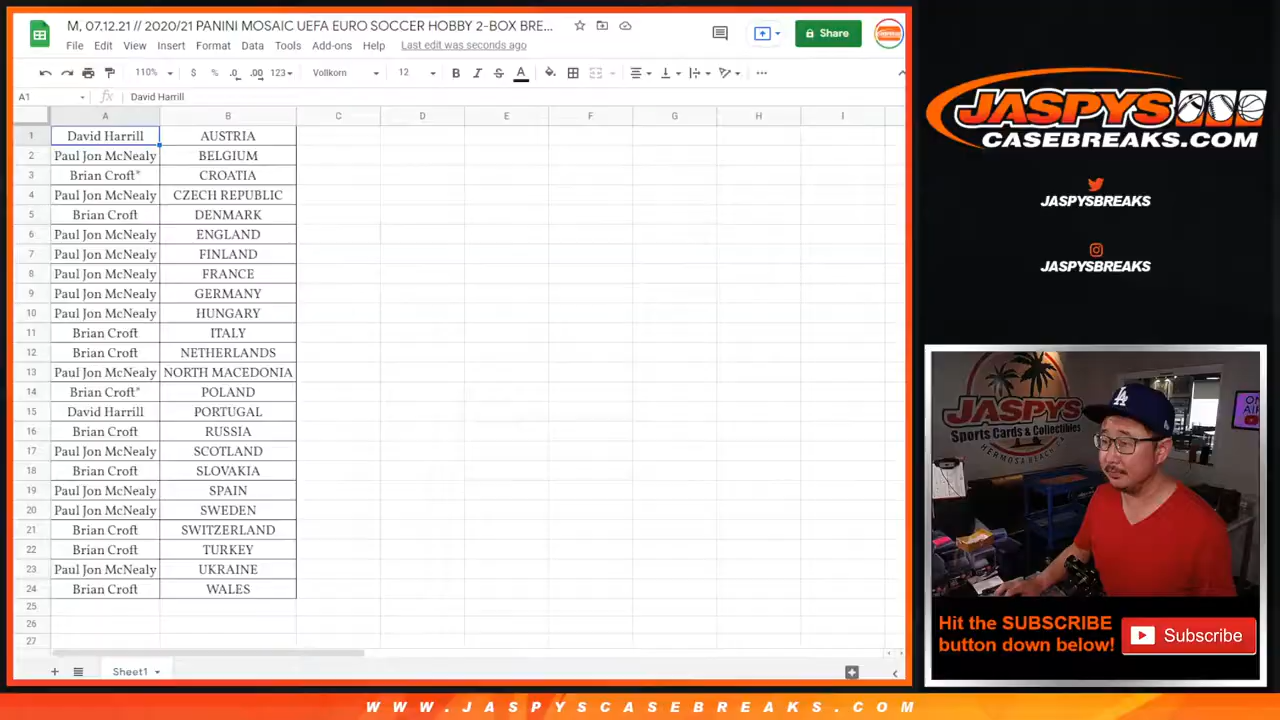 M, 07.12.21 // 2020/21 PANINI MOSAIC UEFA EURO SOCCER HOBBY 2-BOX BRE...
File Edit View Insert Format Data Tools Add-ons Help Last edit was seconds ago
Share
110% $ % .0 .00 123 Vollkorn 12 B I S A
A1 fx David Harrill
A B C D E F G H I
1 David Harrill AUSTRIA
2 Paul Jon McNealy BELGIUM
3 Brian Croft* CROATIA
4 Paul Jon McNealy CZECH REPUBLIC
5 Brian Croft DENMARK
6 Paul Jon McNealy ENGLAND
7 Paul Jon McNealy FINLAND
8 Paul Jon McNealy FRANCE
9 Paul Jon McNealy GERMANY
10 Paul Jon McNealy HUNGARY
11 Brian Croft ITALY
12 Brian Croft NETHERLANDS
13 Paul Jon McNealy NORTH MACEDONIA
14 Brian Croft* POLAND
15 David Harrill PORTUGAL
16 Brian Croft RUSSIA
17 Paul Jon McNealy SCOTLAND
18 Brian Croft SLOVAKIA
19 Paul Jon McNealy SPAIN
20 Paul Jon McNealy SWEDEN
21 Brian Croft SWITZERLAND
22 Brian Croft TURKEY
23 Paul Jon McNealy UKRAINE
24 Brian Croft WALES
25
26
27
Sheet1
JASPYS
CASEBREAKS.COM
JASPYSBREAKS
JASPYSBREAKS
JASPYS
Sports Cards & Collectibles
HERMOSA BEACH
LA
ON
AIR
Hit the SUBSCRIBE
button down below!
Subscribe
WWW.JASPYSCASEBREAKS.COM